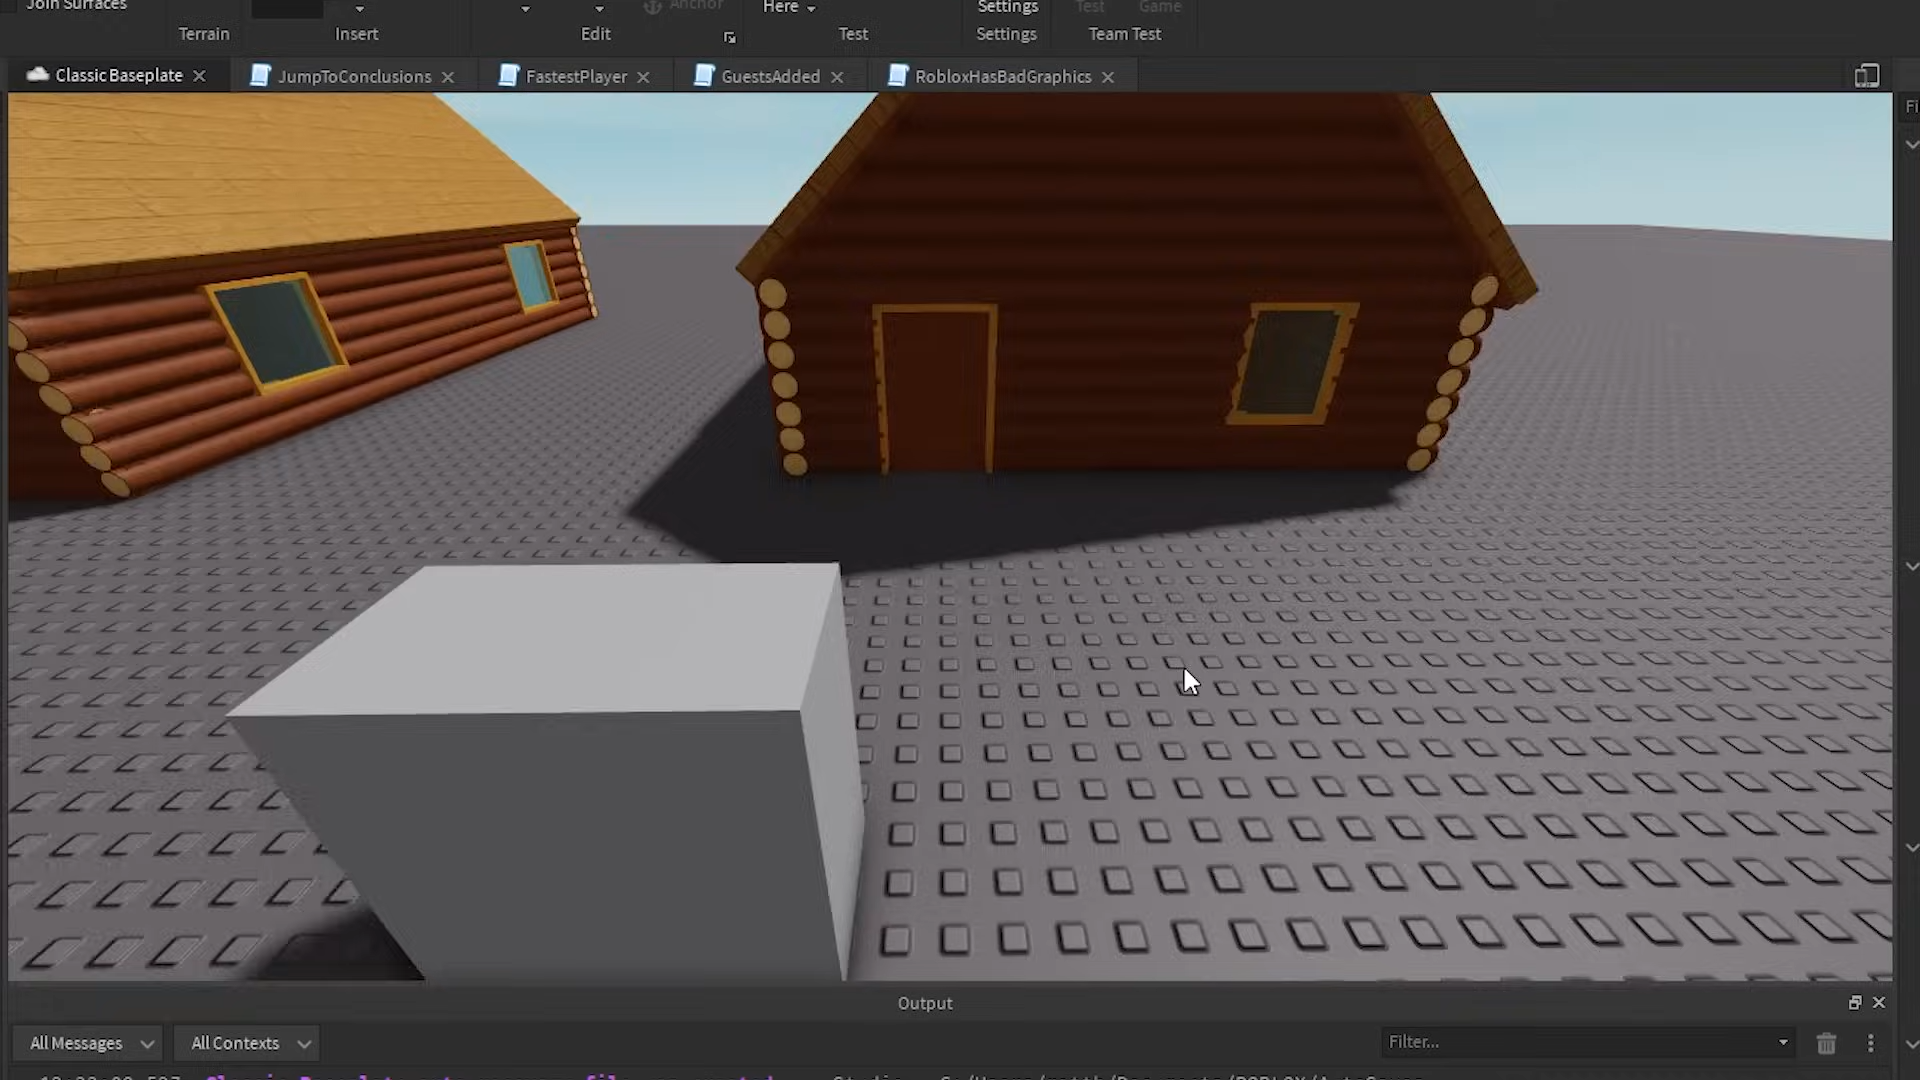 Join Surfaces
Anchor
Here
Settings
Test
Game
Terrain
Insert
Edit
Test
Settings
Team Test
Classic Baseplate
JumpToConclusions
FastestPlayer
GuestsAdded
RobloxHasBadGraphics
Fi
Output
All Messages
All Contexts
Filter...